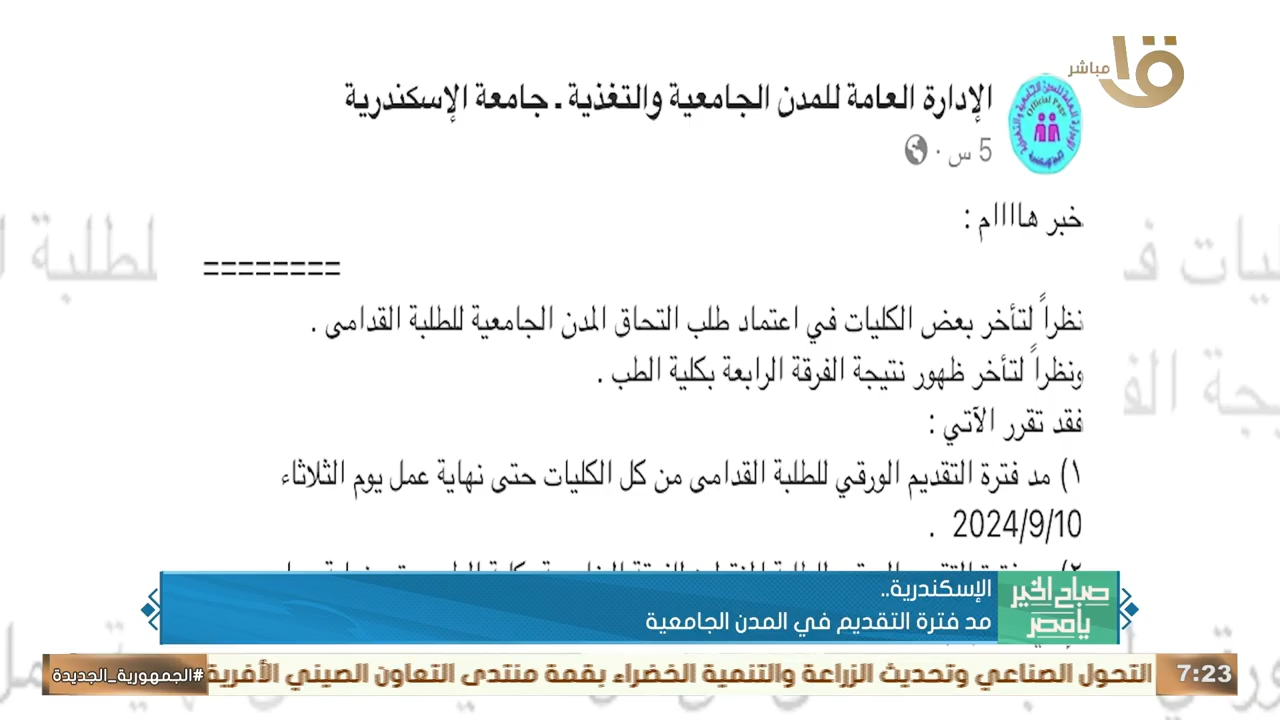 مباشر
الإدارة العامة للمدن الجامعية والتغذية . جامعة الإسكندرية
5 س ·
Official Page
خبر هاااام :
========
نظراً لتأخر بعض الكليات في اعتماد طلب التحاق المدن الجامعية للطلبة القدامى .
ونظراً لتأخر ظهور نتيجة الفرقة الرابعة بكلية الطب .
فقد تقرر الآتي :
١) مد فترة التقديم الورقي للطلبة القدامى من كل الكليات حتى نهاية عمل يوم الثلاثاء
2024/9/10 .
صباح الخير
يا مصر
الإسكندرية..
مد فترة التقديم في المدن الجامعية
7:23
التحول الصناعي وتحديث الزراعة والتنمية الخضراء بقمة منتدى التعاون الصيني الأفرية
#الجمهورية_الجديدة